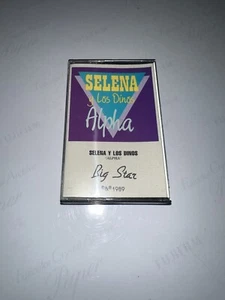 SELENA
y Los Dinos
Alpha
SELENA Y LOS DINOS
(ALPHA)
Big Star
℗&© 1989